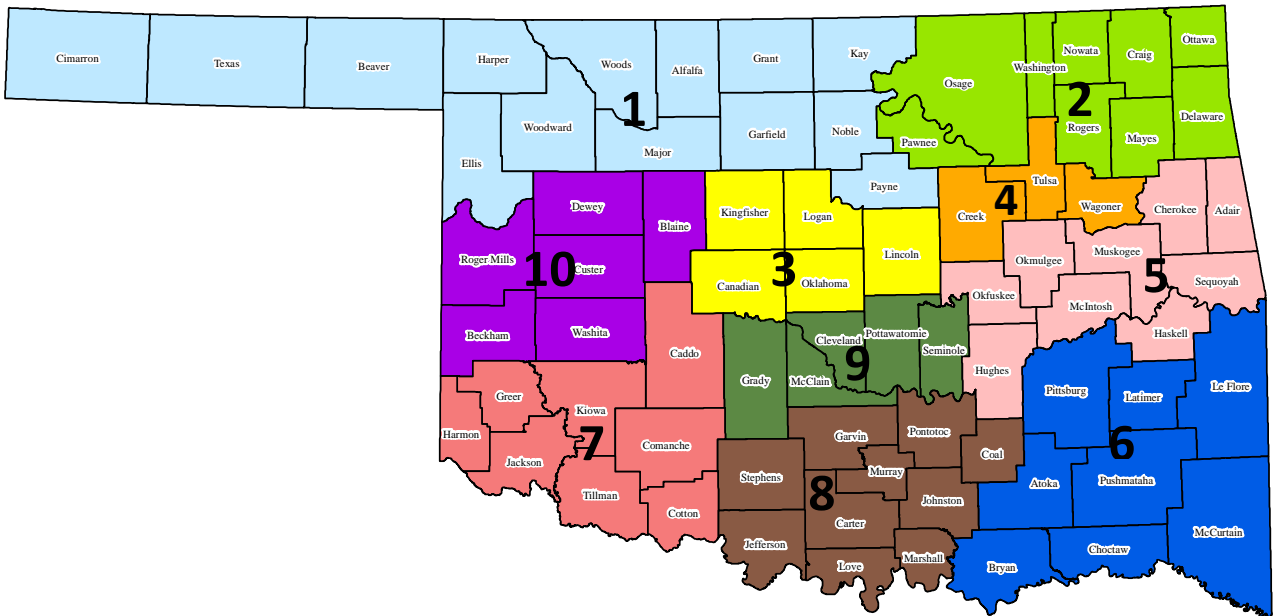 Cimarron
Texas
Beaver
Harper
Woods
Alfalfa
Grant
Kay
Osage
Washington
Nowata
Craig
Ottawa
Ellis
Woodward
1
Major
Garfield
Noble
Pawnee
2
Rogers
Mayes
Delaware
Dewey
Blaine
Kingfisher
Logan
Payne
Creek
4
Tulsa
Wagoner
Cherokee
Adair
Roger Mills
10
Custer
Canadian
3
Oklahoma
Lincoln
Okmulgee
Muskogee
5
Sequoyah
Okfuskee
McIntosh
Beckham
Washita
Caddo
Grady
McClain
Cleveland
9
Pottawatomie
Seminole
Hughes
Haskell
Pittsburg
Latimer
Le Flore
Harmon
Greer
Kiowa
7
Jackson
Comanche
Tillman
Cotton
Stephens
Garvin
Pontotoc
Coal
Murray
8
Carter
Johnston
Jefferson
Love
Marshall
6
Atoka
Pushmataha
McCurtain
Bryan
Choctaw